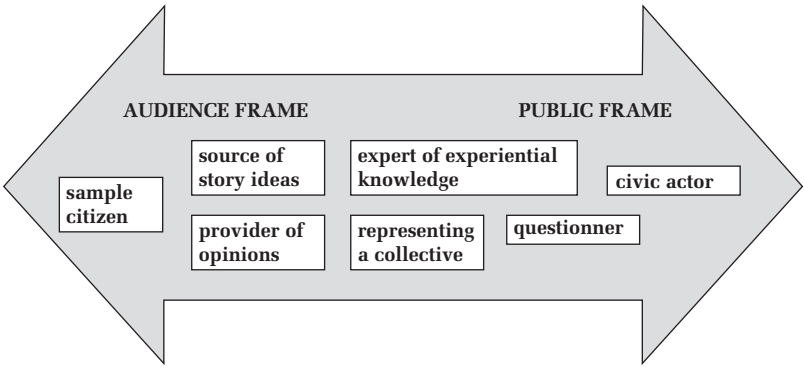 AUDIENCE FRAME
PUBLIC FRAME
sample
citizen
source of
story ideas
provider of
opinions
expert of experiential
knowledge
representing
a collective
questionner
civic actor